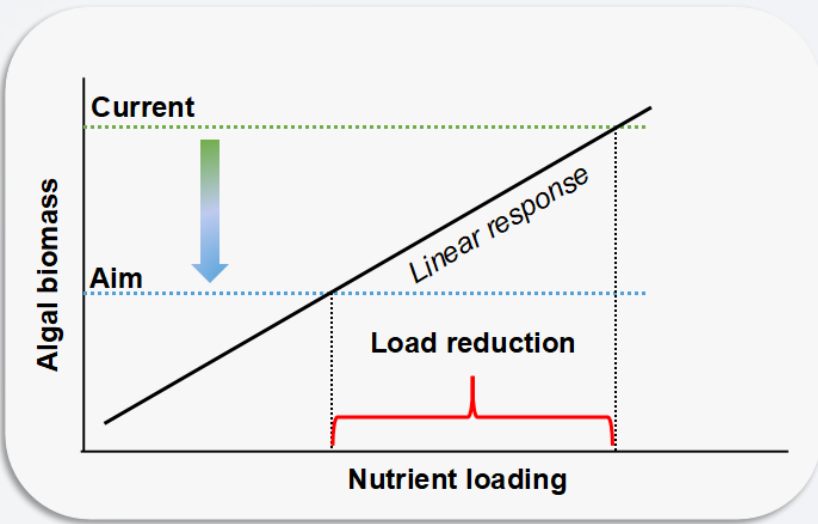 Current
Algal biomass
Linear response
Aim
Load reduction
Nutrient loading